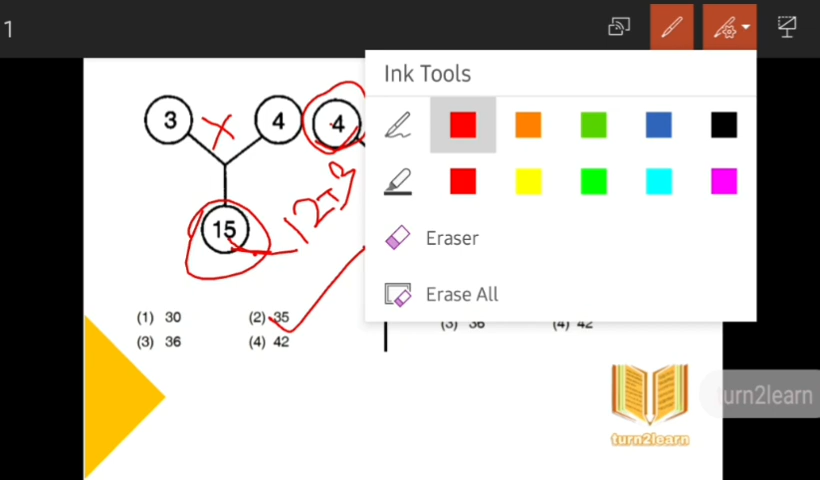 1
Ink Tools
3 X 4 4
15 12+3
Eraser
Erase All
(1) 30 (2) 35
(3) 36 (4) 42
(3) 36 (4) 42
turn2learn
turn2learn